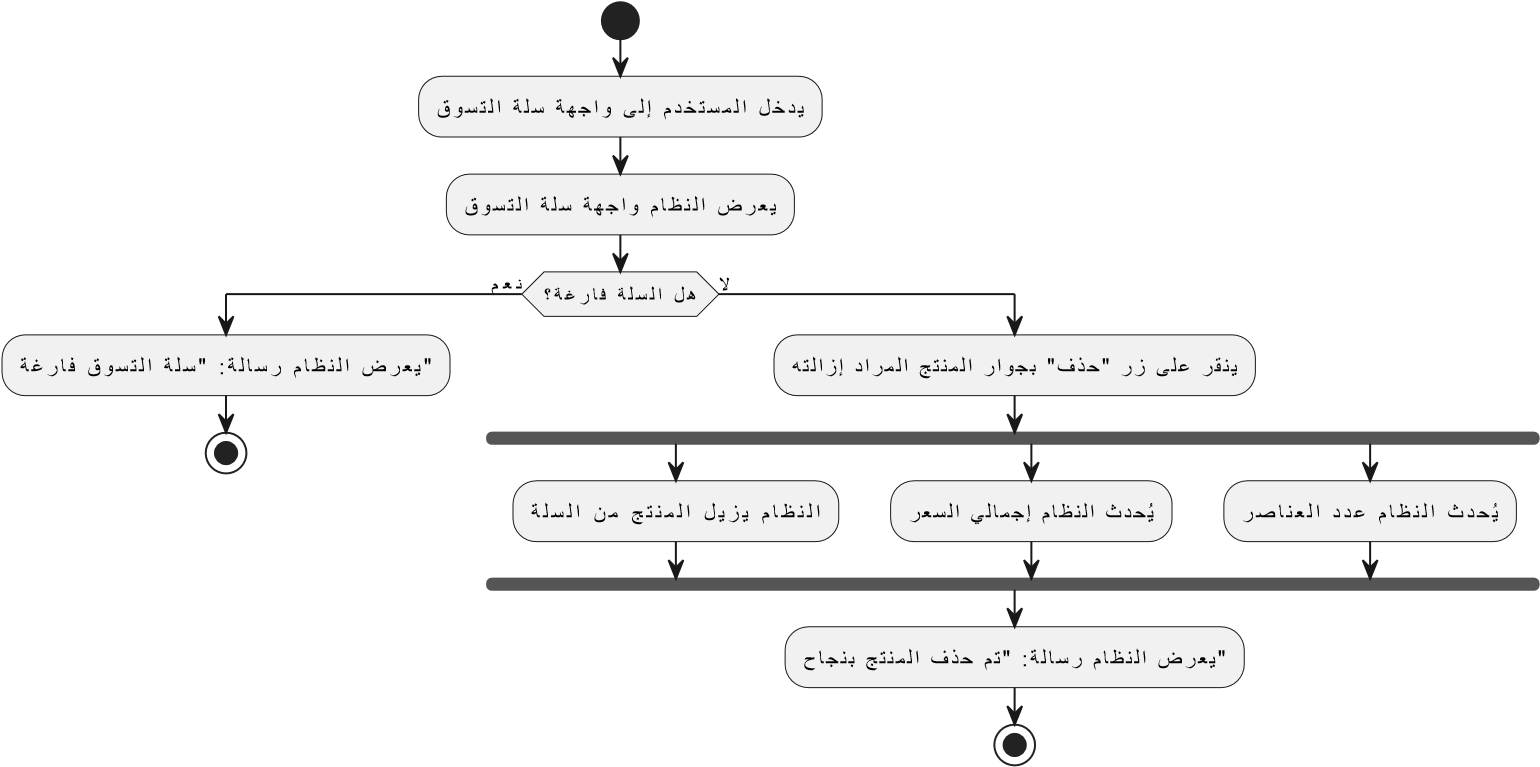 يدخل المستخدم إلى واجهة سلة التسوق
يعرض النظام واجهة سلة التسوق
هل السلة فارغة؟
نعم
لا
يعرض النظام رسالة: "سلة التسوق فارغة"
ينقر على زر "حذف" بجوار المنتج المراد إزالته
النظام يزيل المنتج من السلة
يُحدث النظام إجمالي السعر
يُحدث النظام عدد العناصر
يعرض النظام رسالة: "تم حذف المنتج بنجاح"